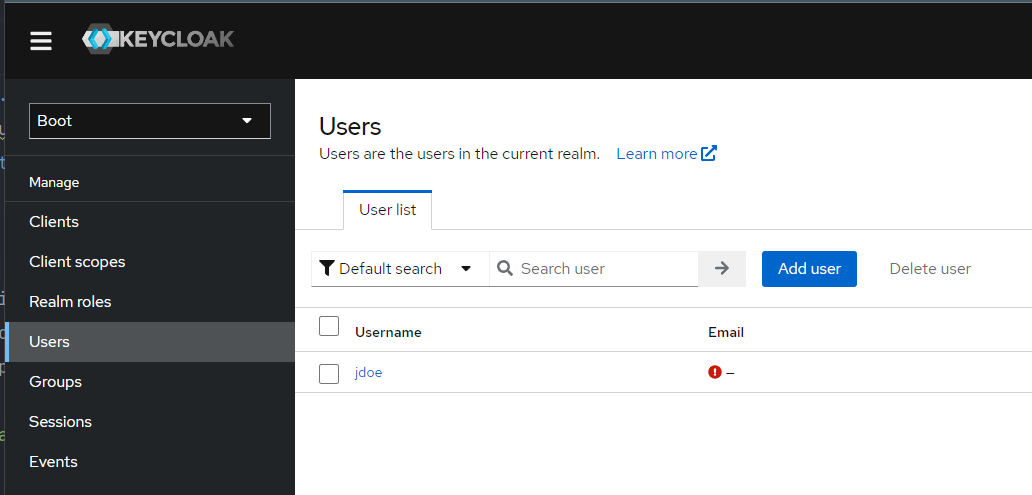 KEYCLOAK
Boot
Manage
Clients
Client scopes
Realm roles
Users
Groups
Sessions
Events
Users
Users are the users in the current realm. Learn more
User list
Default search Search user Add user Delete user
Username Email
jdoe –